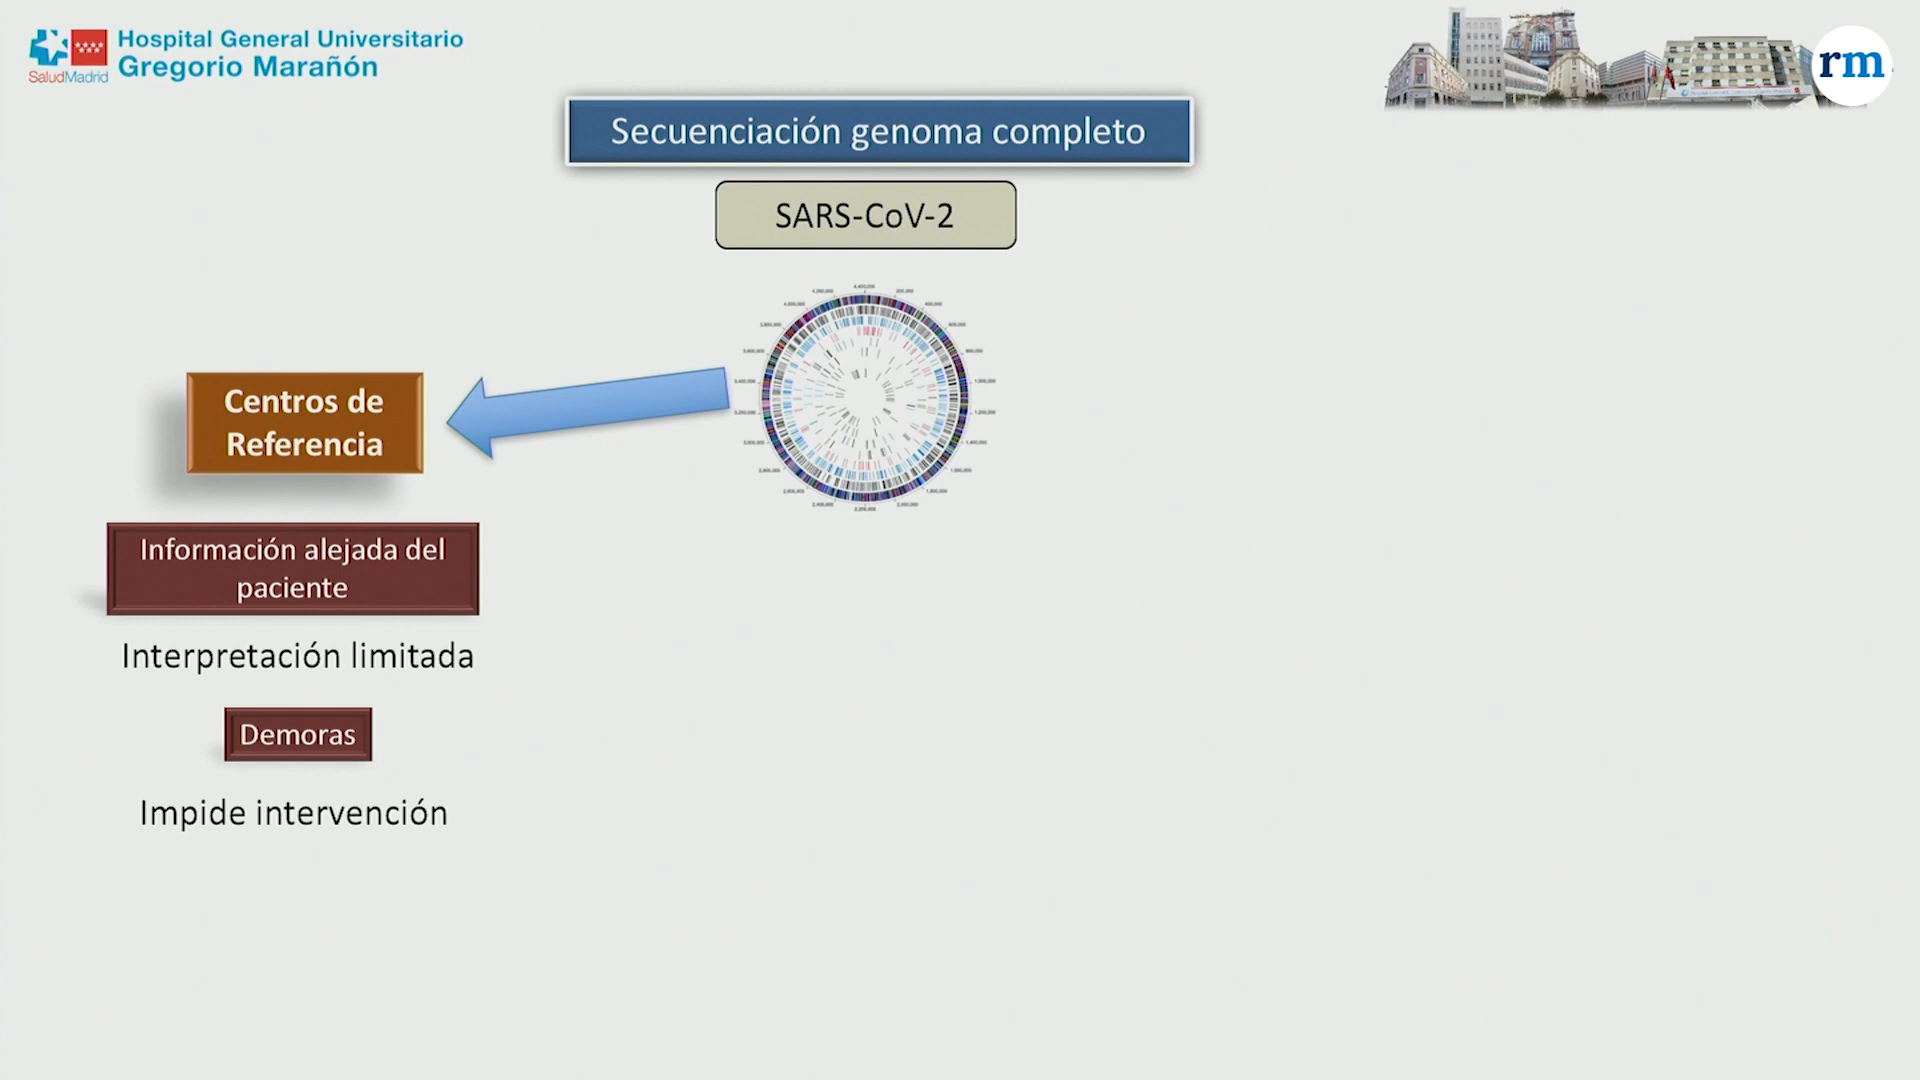 Hospital General Universitario
Gregorio Marañón
SaludMadrid
rm
Secuenciación genoma completo
SARS-CoV-2
Centros de
Referencia
Información alejada del
paciente
Interpretación limitada
Demoras
Impide intervención